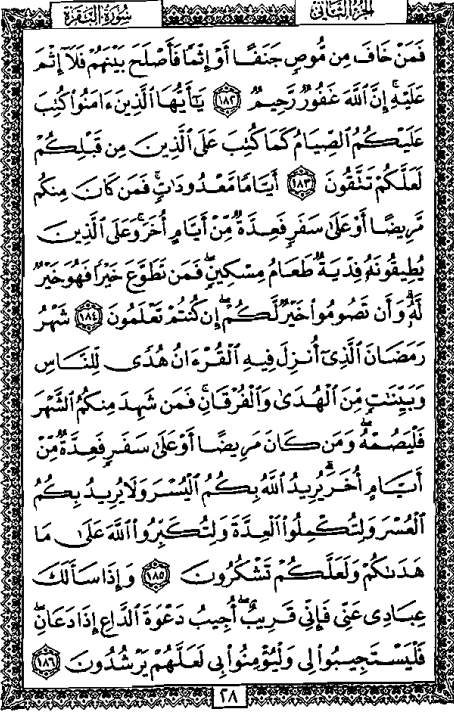 الجزء الثاني
سورة البقرة
فَمَنْ خَافَ مِن مُّوصٍ جَنَفًا أَوْ إِثْمًا فَأَصْلَحَ بَيْنَهُمْ فَلَآ إِثْمَ
عَلَيْهِ ۚ إِنَّ ٱللَّهَ غَفُورٌ رَّحِيمٌ ١٨٢ يَـٰٓأَيُّهَا ٱلَّذِينَ ءَامَنُوا۟ كُتِبَ
عَلَيْكُمُ ٱلصِّيَامُ كَمَا كُتِبَ عَلَى ٱلَّذِينَ مِن قَبْلِكُمْ
لَعَلَّكُمْ تَتَّقُونَ ١٨٣ أَيَّامًا مَّعْدُودَٰتٍ ۚ فَمَن كَانَ مِنكُم
مَّرِيضًا أَوْ عَلَىٰ سَفَرٍ فَعِدَّةٌ مِّنْ أَيَّامٍ أُخَرَ ۚ وَعَلَى ٱلَّذِينَ
يُطِيقُونَهُۥ فِدْيَةٌ طَعَامُ مِسْكِينٍ ۖ فَمَن تَطَوَّعَ خَيْرًا فَهُوَ خَيْرٌ
لَّهُۥ ۚ وَأَن تَصُومُوا۟ خَيْرٌ لَّكُمْ ۖ إِن كُنتُمْ تَعْلَمُونَ ١٨٤ شَهْرُ
رَمَضَانَ ٱلَّذِىٓ أُنزِلَ فِيهِ ٱلْقُرْءَانُ هُدًى لِّلنَّاسِ
وَبَيِّنَـٰتٍ مِّنَ ٱلْهُدَىٰ وَٱلْفُرْقَانِ ۚ فَمَن شَهِدَ مِنكُمُ ٱلشَّهْرَ
فَلْيَصُمْهُ ۖ وَمَن كَانَ مَرِيضًا أَوْ عَلَىٰ سَفَرٍ فَعِدَّةٌ مِّنْ
أَيَّامٍ أُخَرَ ۗ يُرِيدُ ٱللَّهُ بِكُمُ ٱلْيُسْرَ وَلَا يُرِيدُ بِكُمُ
ٱلْعُسْرَ وَلِتُكْمِلُوا۟ ٱلْعِدَّةَ وَلِتُكَبِّرُوا۟ ٱللَّهَ عَلَىٰ مَا
هَدَىٰكُمْ وَلَعَلَّكُمْ تَشْكُرُونَ ١٨٥ وَإِذَا سَأَلَكَ
عِبَادِى عَنِّى فَإِنِّى قَرِيبٌ ۖ أُجِيبُ دَعْوَةَ ٱلدَّاعِ إِذَا دَعَانِ ۖ
فَلْيَسْتَجِيبُوا۟ لِى وَلْيُؤْمِنُوا۟ بِى لَعَلَّهُمْ يَرْشُدُونَ ١٨٦
٢٨